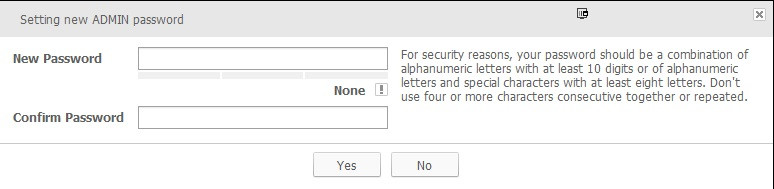 Setting new ADMIN password
New Password
For security reasons, your password should be a combination of
alphanumeric letters with at least 10 digits or of alphanumeric
letters and special characters with at least eight letters. Don't
use four or more characters consecutive together or repeated.
None !
Confirm Password
Yes No